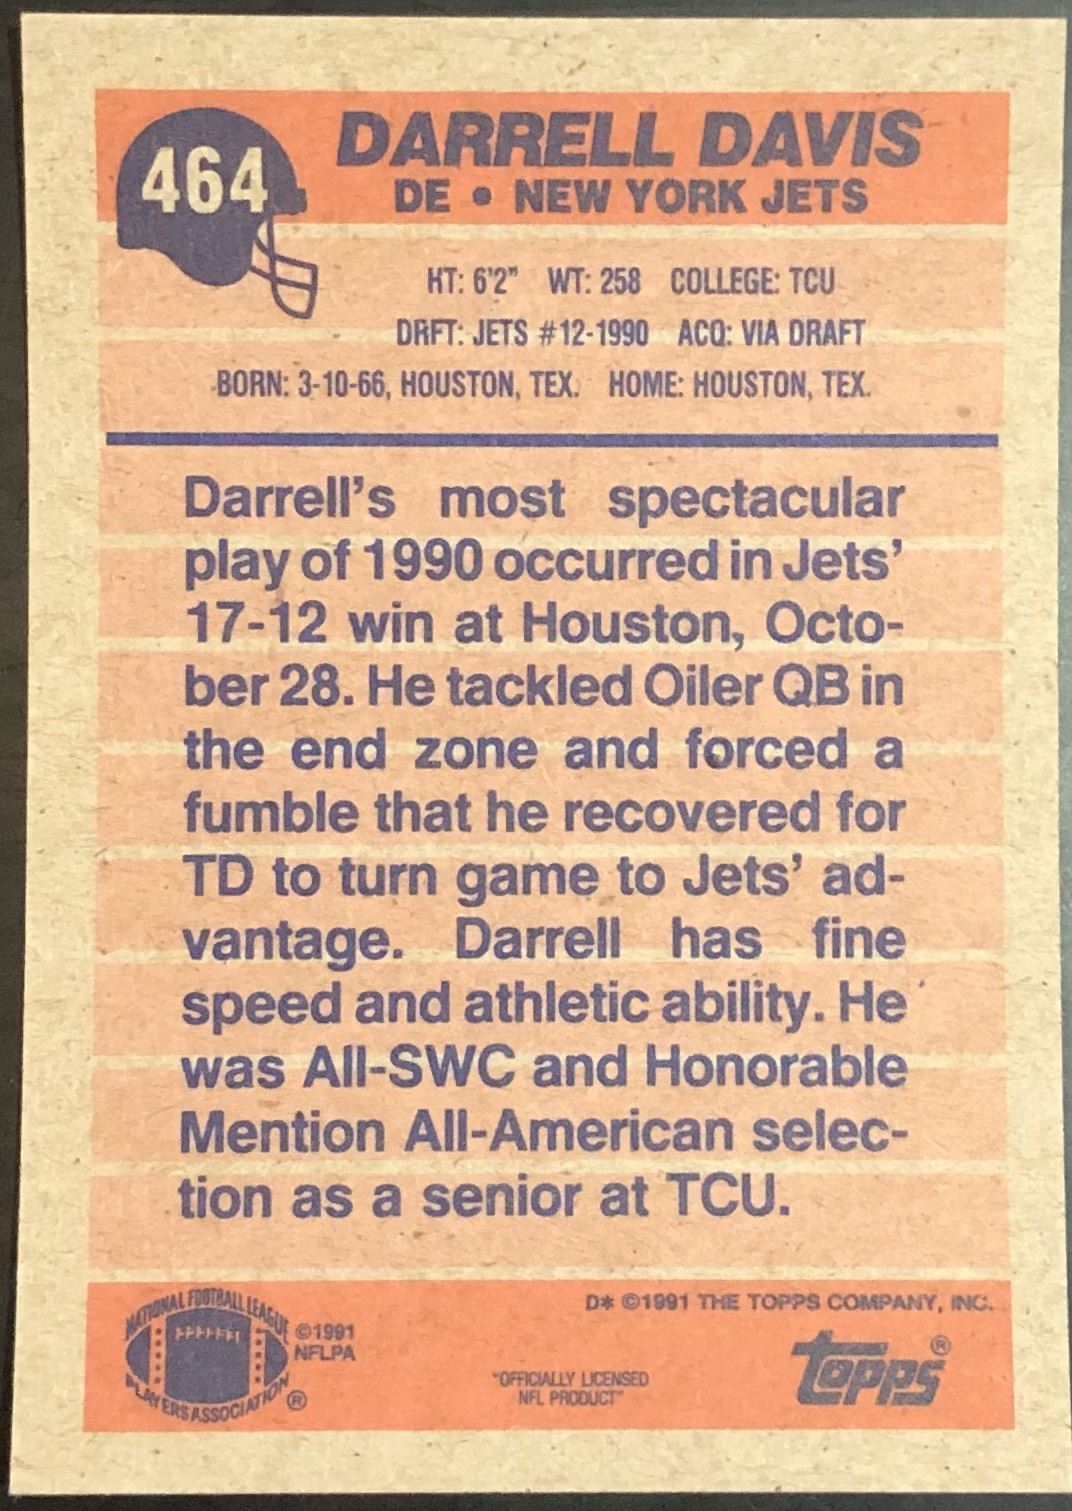 464
DARRELL DAVIS
DE • NEW YORK JETS
HT: 6'2" WT: 258 COLLEGE: TCU
DRFT: JETS #12-1990 ACQ: VIA DRAFT
BORN: 3-10-66, HOUSTON, TEX. HOME: HOUSTON, TEX.
Darrell's most spectacular
play of 1990 occurred in Jets'
17-12 win at Houston, Octo-
ber 28. He tackled Oiler QB in
the end zone and forced a
fumble that he recovered for
TD to turn game to Jets' ad-
vantage. Darrell has fine
speed and athletic ability. He
was All-SWC and Honorable
Mention All-American selec-
tion as a senior at TCU.
NATIONAL FOOTBALL LEAGUE
PLAYERS ASSOCIATION ®
©1991
NFLPA
"OFFICIALLY LICENSED
NFL PRODUCT"
D* ©1991 THE TOPPS COMPANY, INC.
topps®